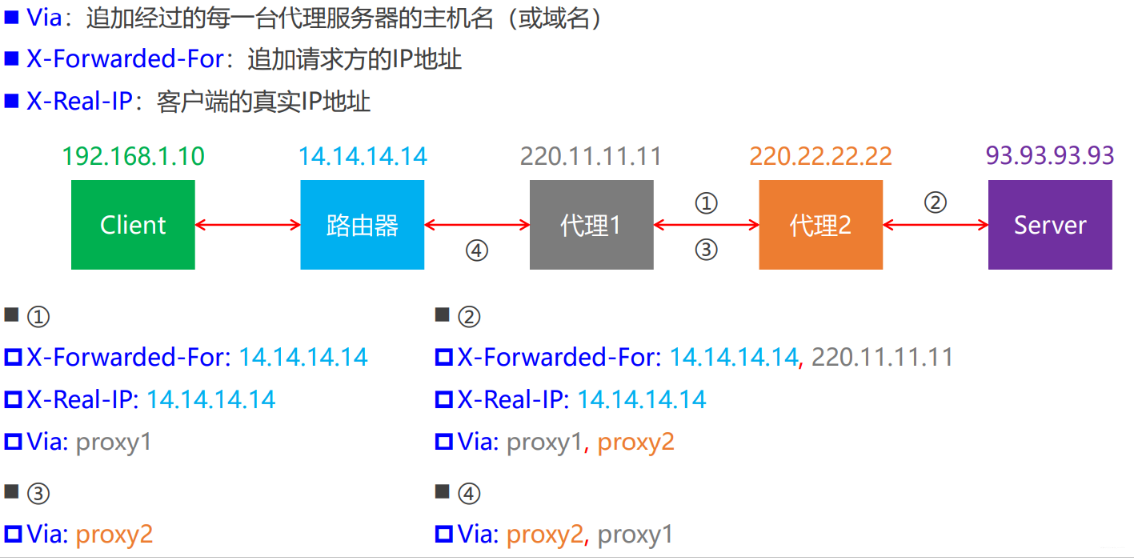 Via：追加经过的每一台代理服务器的主机名（或域名）
X-Forwarded-For：追加请求方的IP地址
X-Real-IP：客户端的真实IP地址
192.168.1.10 14.14.14.14 220.11.11.11 220.22.22.22 93.93.93.93
Client 路由器 代理1 代理2 Server
① ②
④ ③
①
X-Forwarded-For: 14.14.14.14
X-Real-IP: 14.14.14.14
Via: proxy1
②
X-Forwarded-For: 14.14.14.14, 220.11.11.11
X-Real-IP: 14.14.14.14
Via: proxy1, proxy2
③
Via: proxy2
④
Via: proxy2, proxy1